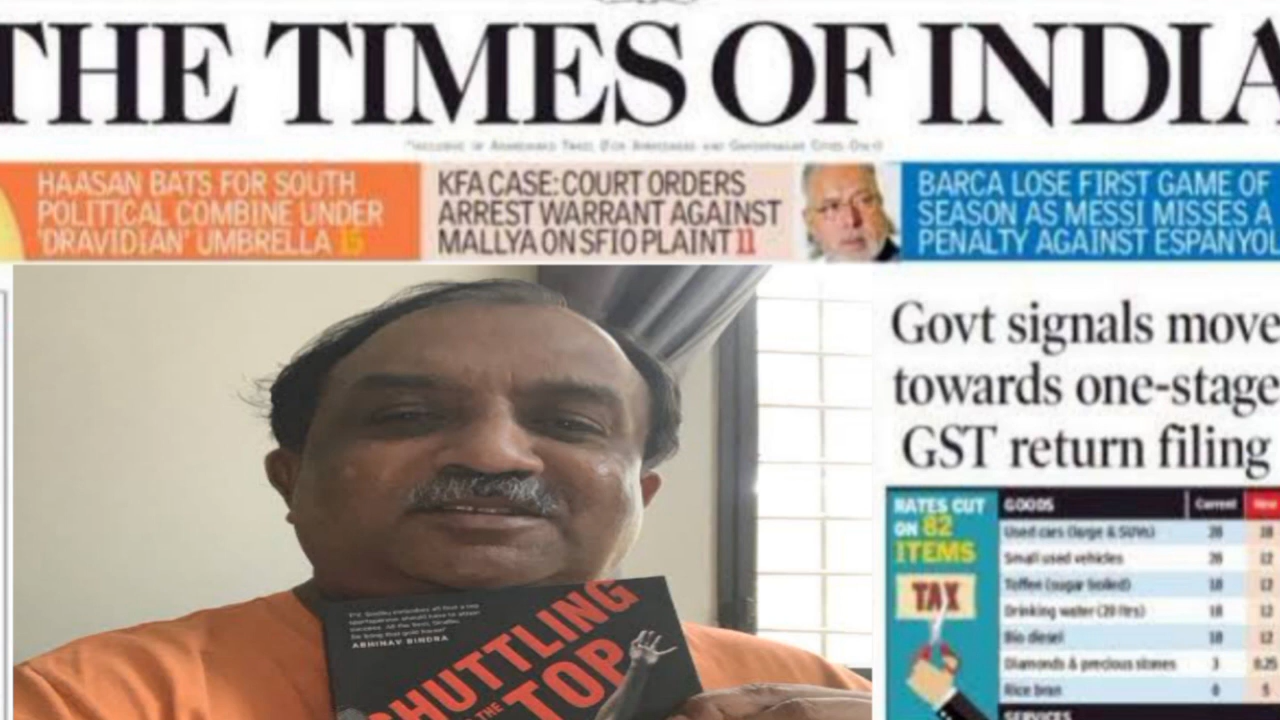 THE TIMES OF INDIA
HAASAN BATS FOR SOUTH
POLITICAL COMBINE UNDER
'DRAVIDIAN' UMBRELLA 15
KFA CASE: COURT ORDERS
ARREST WARRANT AGAINST
MALLYA ON SFIO PLAINT 11
BARCA LOSE FIRST GAME OF
SEASON AS MESSI MISSES A
PENALTY AGAINST ESPANYOL
Govt signals move
towards one-stage
GST return filing
RATES CUT
ON 82
ITEMS
TAX
GOODS Current New
Used cars (large & SUVs) 28 18
Small used vehicles 28 12
Toffee (sugar boiled) 18 12
Drinking water (20 ltrs) 18 12
Bio diesel 18 12
Diamonds & precious stones 3 0.25
Rice bran 0 5
SERVICES
ABHINAV BINDRA
SHUTTLING
THE TOP